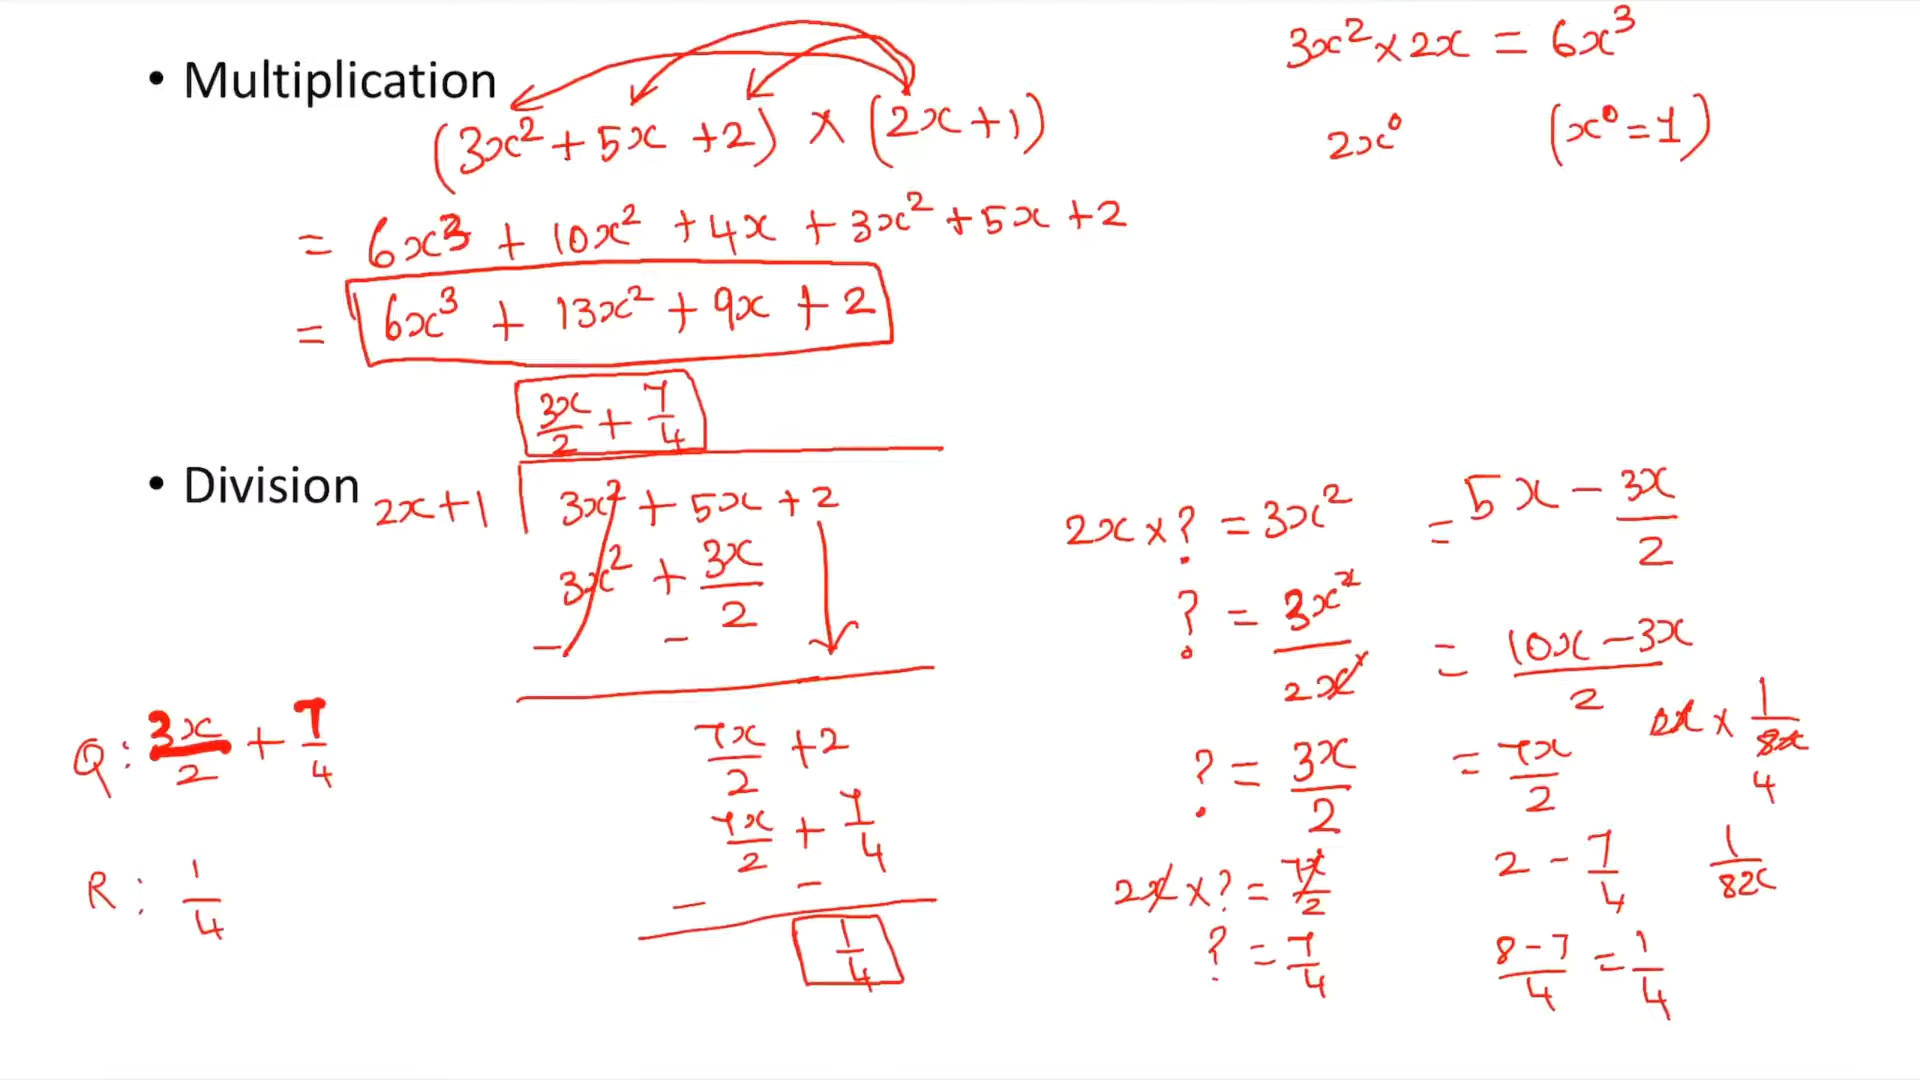 • Multiplication
(3x² + 5x + 2) × (2x + 1)
= 6x³ + 10x² + 4x + 3x² + 5x + 2
= 6x³ + 13x² + 9x + 2
3x² × 2x = 6x³
2x⁰ (x⁰ = 1)
3x/2 + 7/4
• Division
2x + 1 3x² + 5x + 2
3x² + 3x/2
− −
7x/2 + 2
7x/2 + 7/4
− −
1/4
Q: 3x/2 + 7/4
R: 1/4
2x × ? = 3x²
? = 3x²/2x
? = 3x/2
2x × ? = 7x/2
? = 7/4
= 5x − 3x/2
= (10x − 3x)/2
= 7x/2
2 − 7/4
(8 − 7)/4 = 1/4